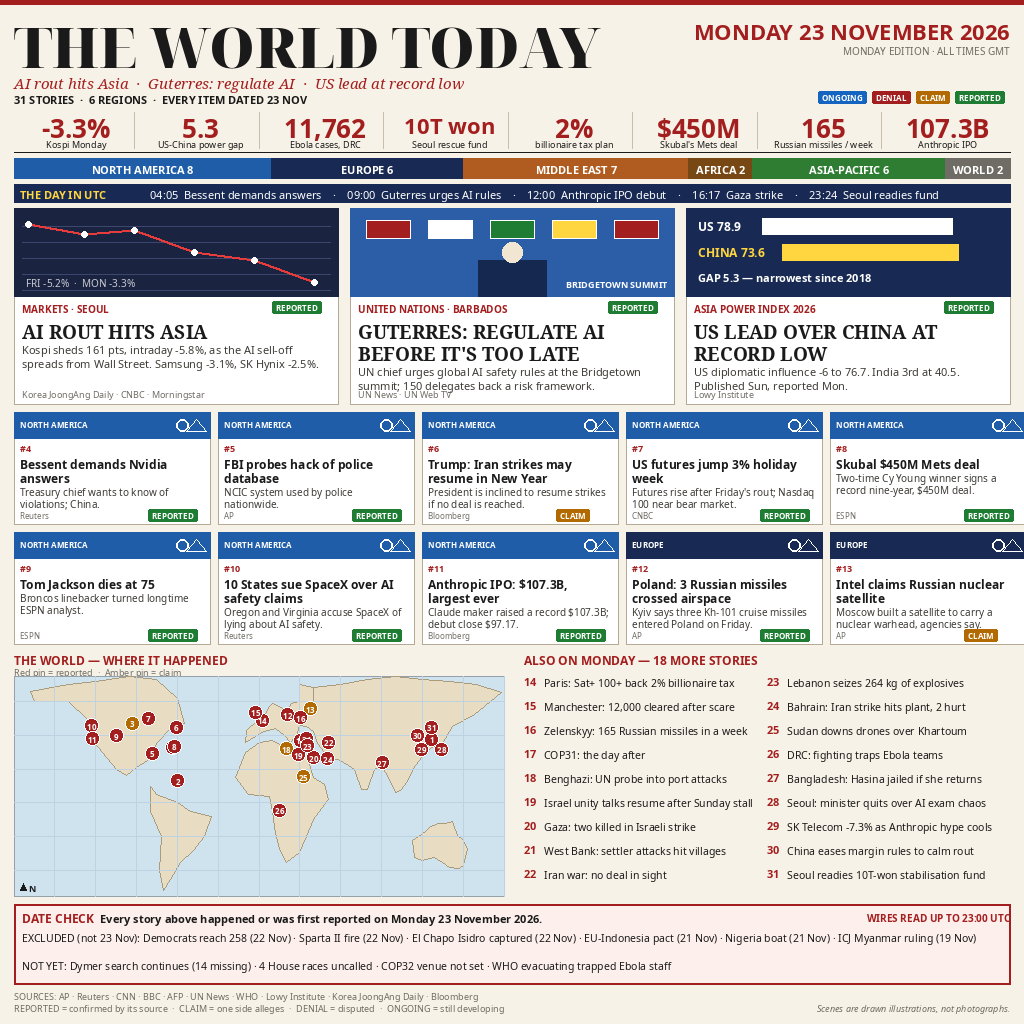 THE WORLD TODAY
MONDAY 23 NOVEMBER 2026
MONDAY EDITION · ALL TIMES GMT
AI rout hits Asia · Guterres: regulate AI · US lead at record low
31 STORIES · 6 REGIONS · EVERY ITEM DATED 23 NOV
ONGOING DENIAL CLAIM REPORTED
-3.3% 5.3 11,762 10T won 2% $450M 165 107.3B
Kospi Monday US-China power gap Ebola cases, DRC Seoul rescue fund billionaire tax plan Skubal's Mets deal Russian missiles / week Anthropic IPO
NORTH AMERICA 8 EUROPE 6 MIDDLE EAST 7 AFRICA 2 ASIA-PACIFIC 6 WORLD 2
THE DAY IN UTC 04:05 Bessent demands answers · 09:00 Guterres urges AI rules · 12:00 Anthropic IPO debut · 16:17 Gaza strike · 23:24 Seoul readies fund
FRI -5.2% · MON -3.3%
MARKETS · SEOUL
REPORTED
AI ROUT HITS ASIA
Kospi sheds 161 pts, intraday -5.8%, as the AI sell-off
spreads from Wall Street. Samsung -3.1%, SK Hynix -2.5%.
Korea JoongAng Daily · CNBC · Morningstar
BRIDGETOWN SUMMIT
UNITED NATIONS · BARBADOS
REPORTED
GUTERRES: REGULATE AI
BEFORE IT'S TOO LATE
UN chief urges global AI safety rules at the Bridgetown
summit; 150 delegates back a risk framework.
UN News · UN Web TV
US 78.9
CHINA 73.6
GAP 5.3 — narrowest since 2018
ASIA POWER INDEX 2026
REPORTED
US LEAD OVER CHINA AT
RECORD LOW
US diplomatic influence -6 to 76.7. India 3rd at 40.5.
Published Sun, reported Mon.
Lowy Institute
NORTH AMERICA
#4
Bessent demands Nvidia
answers
Treasury chief wants to know of
violations; China.
Reuters
REPORTED
NORTH AMERICA
#5
FBI probes hack of police
database
NCIC system used by police
nationwide.
AP
REPORTED
NORTH AMERICA
#6
Trump: Iran strikes may
resume in New Year
President is inclined to resume strikes
if no deal is reached.
Bloomberg
CLAIM
NORTH AMERICA
#7
US futures jump 3% holiday
week
Futures rise after Friday's rout; Nasdaq
100 near bear market.
CNBC
REPORTED
NORTH AMERICA
#8
Skubal $450M Mets deal
Two-time Cy Young winner signs a
record nine-year, $450M deal.
ESPN
REPORTED
NORTH AMERICA
#9
Tom Jackson dies at 75
Broncos linebacker turned longtime
ESPN analyst.
ESPN
REPORTED
NORTH AMERICA
#10
10 States sue SpaceX over AI
safety claims
Oregon and Virginia accuse SpaceX of
lying about AI safety.
Reuters
REPORTED
NORTH AMERICA
#11
Anthropic IPO: $107.3B,
largest ever
Claude maker raised a record $107.3B;
debut close $97.17.
Bloomberg
REPORTED
EUROPE
#12
Poland: 3 Russian missiles
crossed airspace
Kyiv says three Kh-101 cruise missiles
entered Poland on Friday.
AP
REPORTED
EUROPE
#13
Intel claims Russian nuclear
satellite
Moscow built a satellite to carry a
nuclear warhead, agencies say.
AP
CLAIM
THE WORLD — WHERE IT HAPPENED
Red pin = reported · Amber pin = claim
10 11 9 3 7 6 5 8 2 15 14 12 16 13 18 19 23 20 22 24 25 26 27 30 31 1 29 28
N
ALSO ON MONDAY — 18 MORE STORIES
14 Paris: Sat+ 100+ back 2% billionaire tax
15 Manchester: 12,000 cleared after scare
16 Zelenskyy: 165 Russian missiles in a week
17 COP31: the day after
18 Benghazi: UN probe into port attacks
19 Israel unity talks resume after Sunday stall
20 Gaza: two killed in Israeli strike
21 West Bank: settler attacks hit villages
22 Iran war: no deal in sight
23 Lebanon seizes 264 kg of explosives
24 Bahrain: Iran strike hits plant, 2 hurt
25 Sudan downs drones over Khartoum
26 DRC: fighting traps Ebola teams
27 Bangladesh: Hasina jailed if she returns
28 Seoul: minister quits over AI exam chaos
29 SK Telecom -7.3% as Anthropic hype cools
30 China eases margin rules to calm rout
31 Seoul readies 10T-won stabilisation fund
DATE CHECK Every story above happened or was first reported on Monday 23 November 2026.
WIRES READ UP TO 23:00 UTC
EXCLUDED (not 23 Nov): Democrats reach 258 (22 Nov) · Sparta II fire (22 Nov) · El Chapo Isidro captured (22 Nov) · EU-Indonesia pact (21 Nov) · Nigeria boat (21 Nov) · ICJ Myanmar ruling (19 Nov)
NOT YET: Dymer search continues (14 missing) · 4 House races uncalled · COP32 venue not set · WHO evacuating trapped Ebola staff
SOURCES: AP · Reuters · CNN · BBC · AFP · UN News · WHO · Lowy Institute · Korea JoongAng Daily · Bloomberg
REPORTED = confirmed by its source · CLAIM = one side alleges · DENIAL = disputed · ONGOING = still developing
Scenes are drawn illustrations, not photographs.